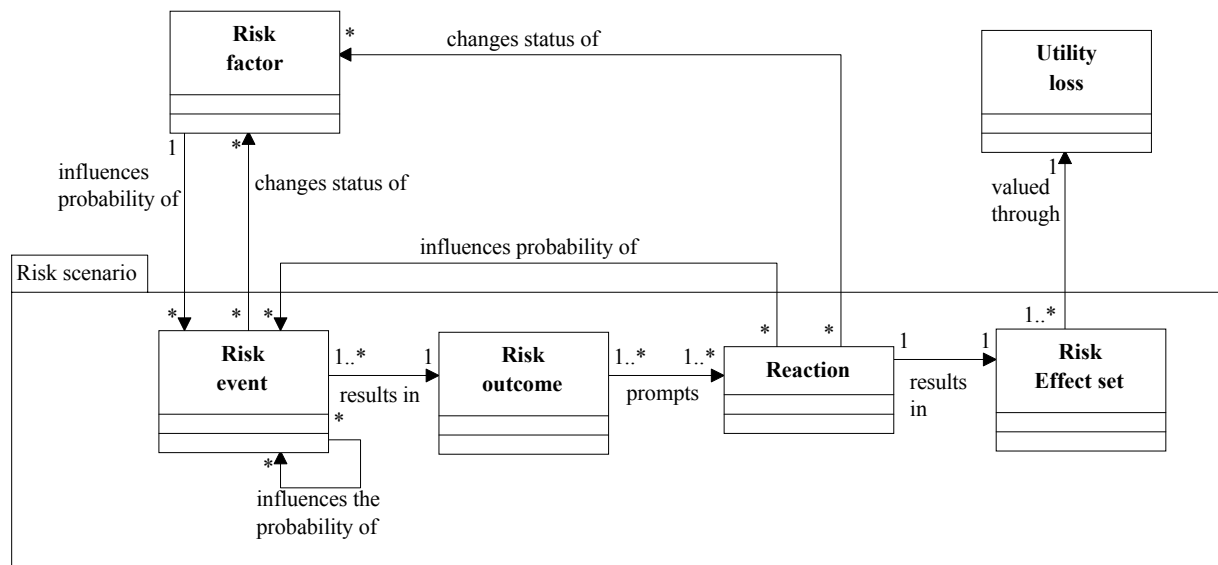 Risk
factor
*
changes status of
Utility
loss
1
*
1
influences
probability of
changes status of
valued
through
influences probability of
Risk scenario
*
*
*
*
*
1..*
Risk
event
1..*
1
results in
Risk
outcome
1..*
1..*
prompts
Reaction
1
1
results
in
Risk
Effect set
*
*
influences the
probability of